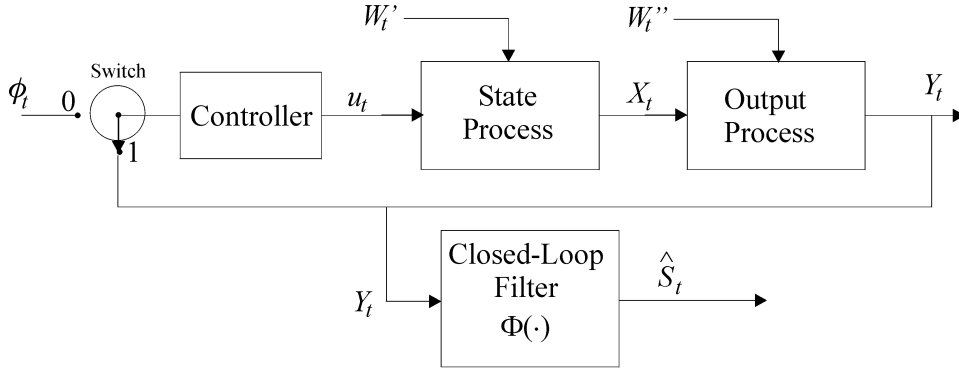 W_t'
W_t''
Switch
ϕ_t
0
1
Controller
u_t
State
Process
X_t
Output
Process
Y_t
Closed-Loop
Filter
Φ(·)
Y_t
Ŝ_t